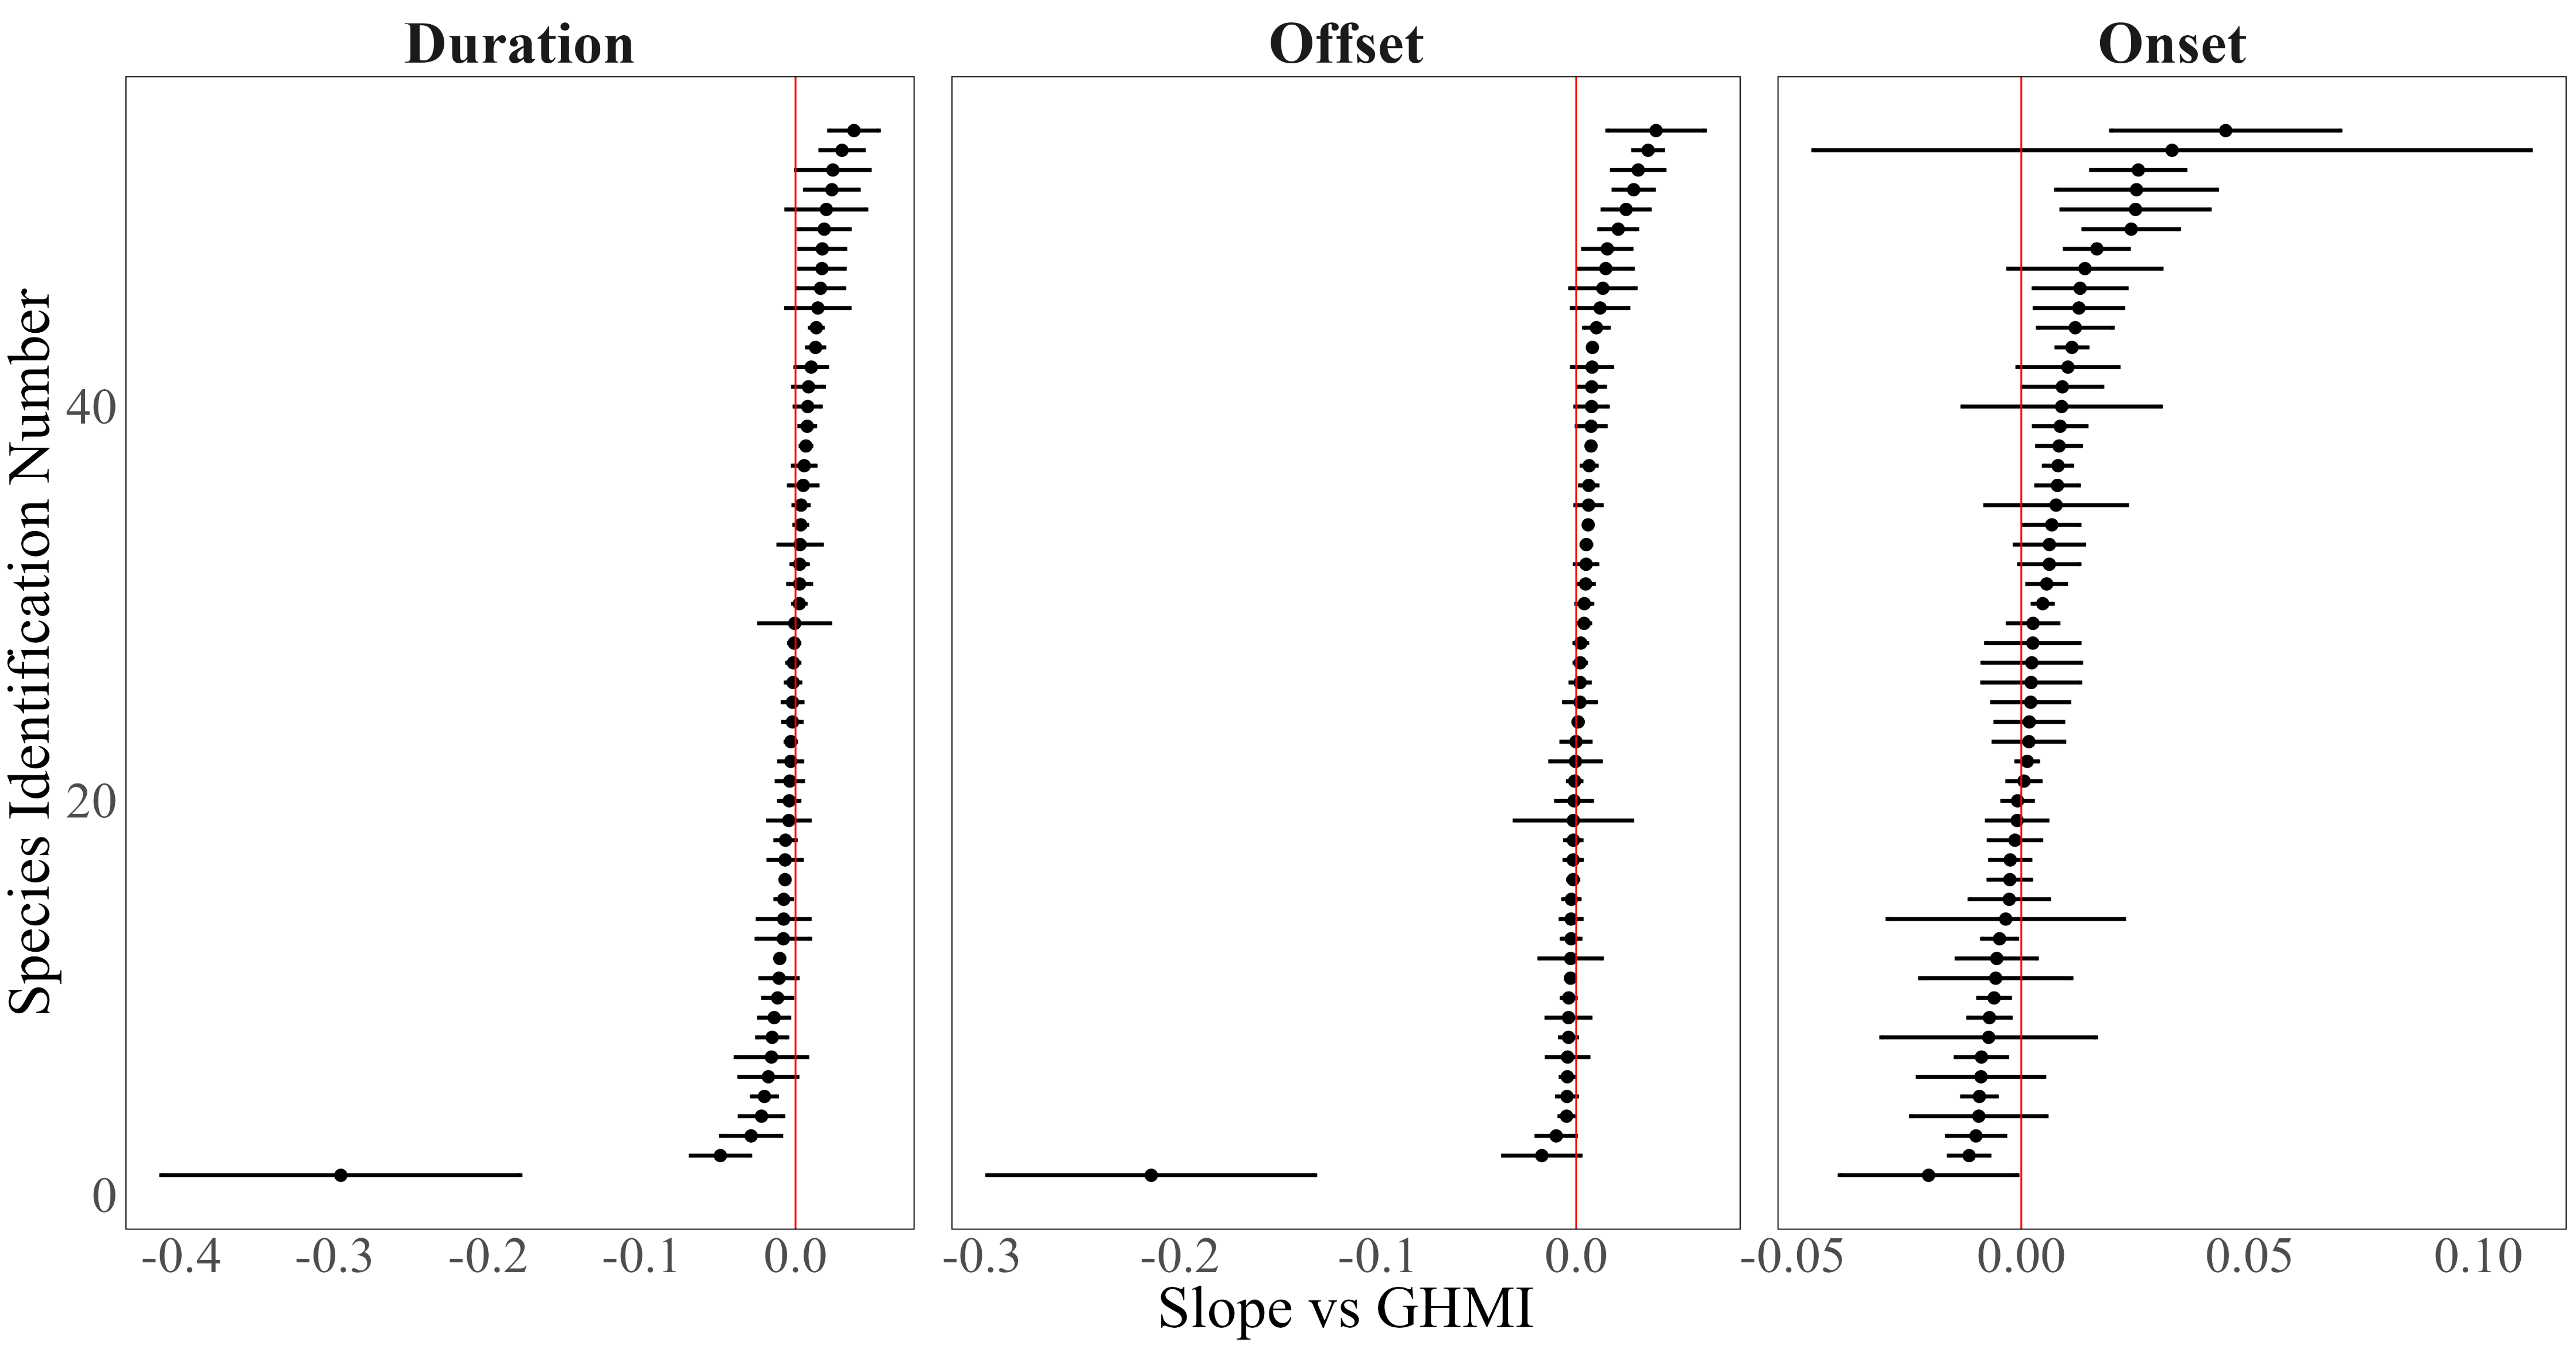 Duration Offset Onset
Species Identification Number
40
20
0
-0.4 -0.3 -0.2 -0.1 0.0 -0.3 -0.2 -0.1 0.0 -0.05 0.00 0.05 0.10
Slope vs GHMI